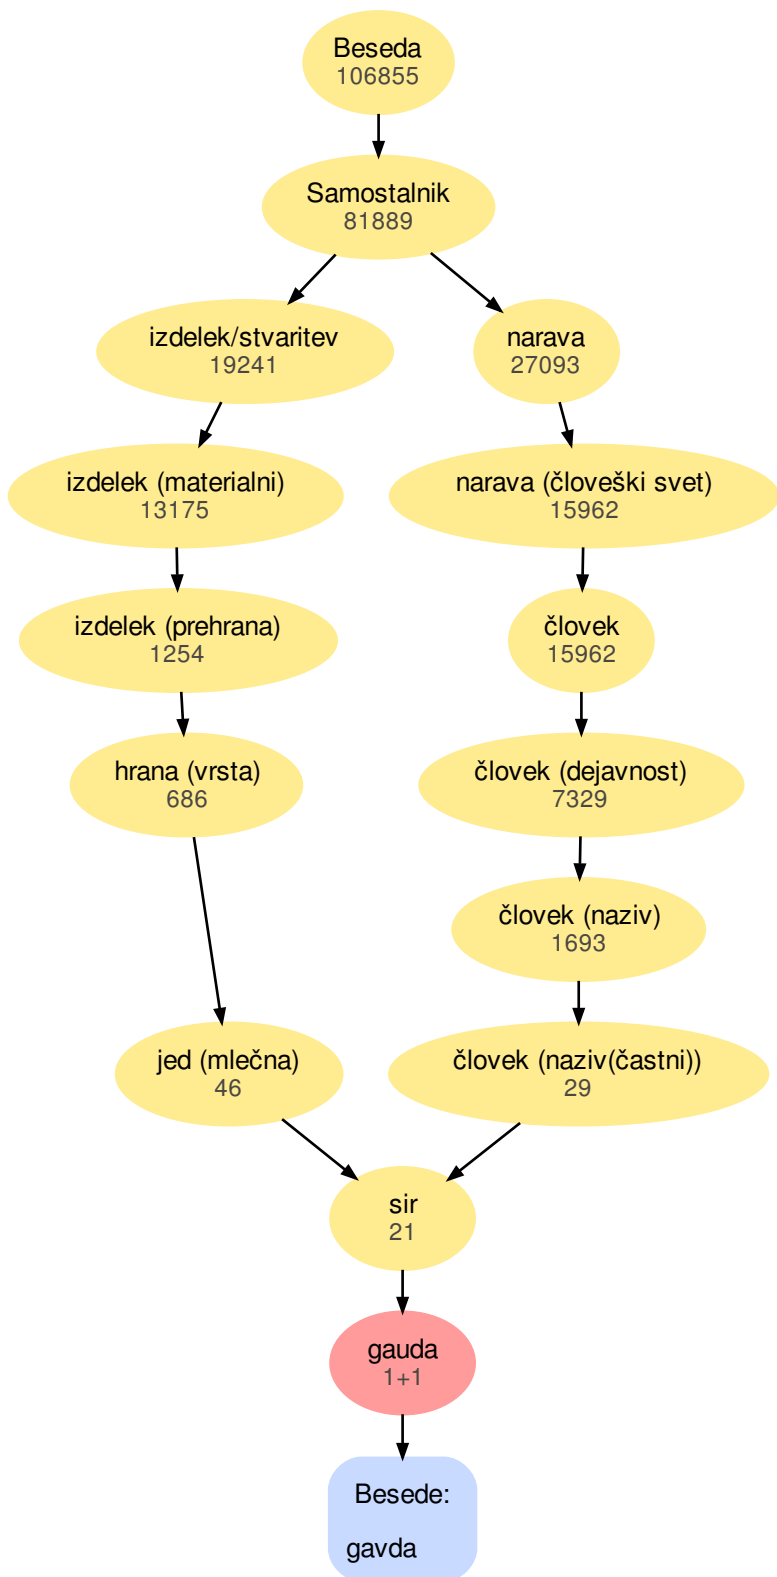 Beseda
106855
Samostalnik
81889
izdelek/stvaritev
19241
narava
27093
izdelek (materialni)
13175
narava (človeški svet)
15962
izdelek (prehrana)
1254
človek
15962
hrana (vrsta)
686
človek (dejavnost)
7329
človek (naziv)
1693
jed (mlečna)
46
človek (naziv(častni))
29
sir
21
gauda
1+1
Besede:
gavda